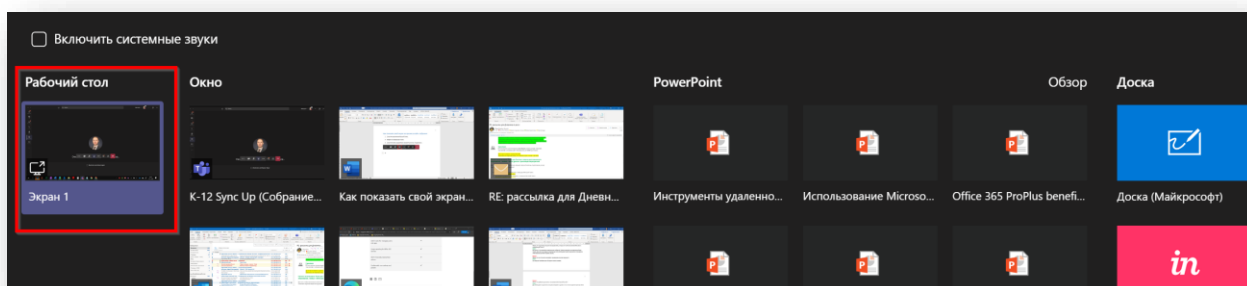 Включить системные звуки
Рабочий стол
Окно
PowerPoint
Обзор
Доска
Экран 1
K-12 Sync Up (Собрание...
Как показать свой экран...
RE: рассылка для Дневн...
Инструменты удаленно...
Использование Microso...
Office 365 ProPlus benefi...
Доска (Майкрософт)
in